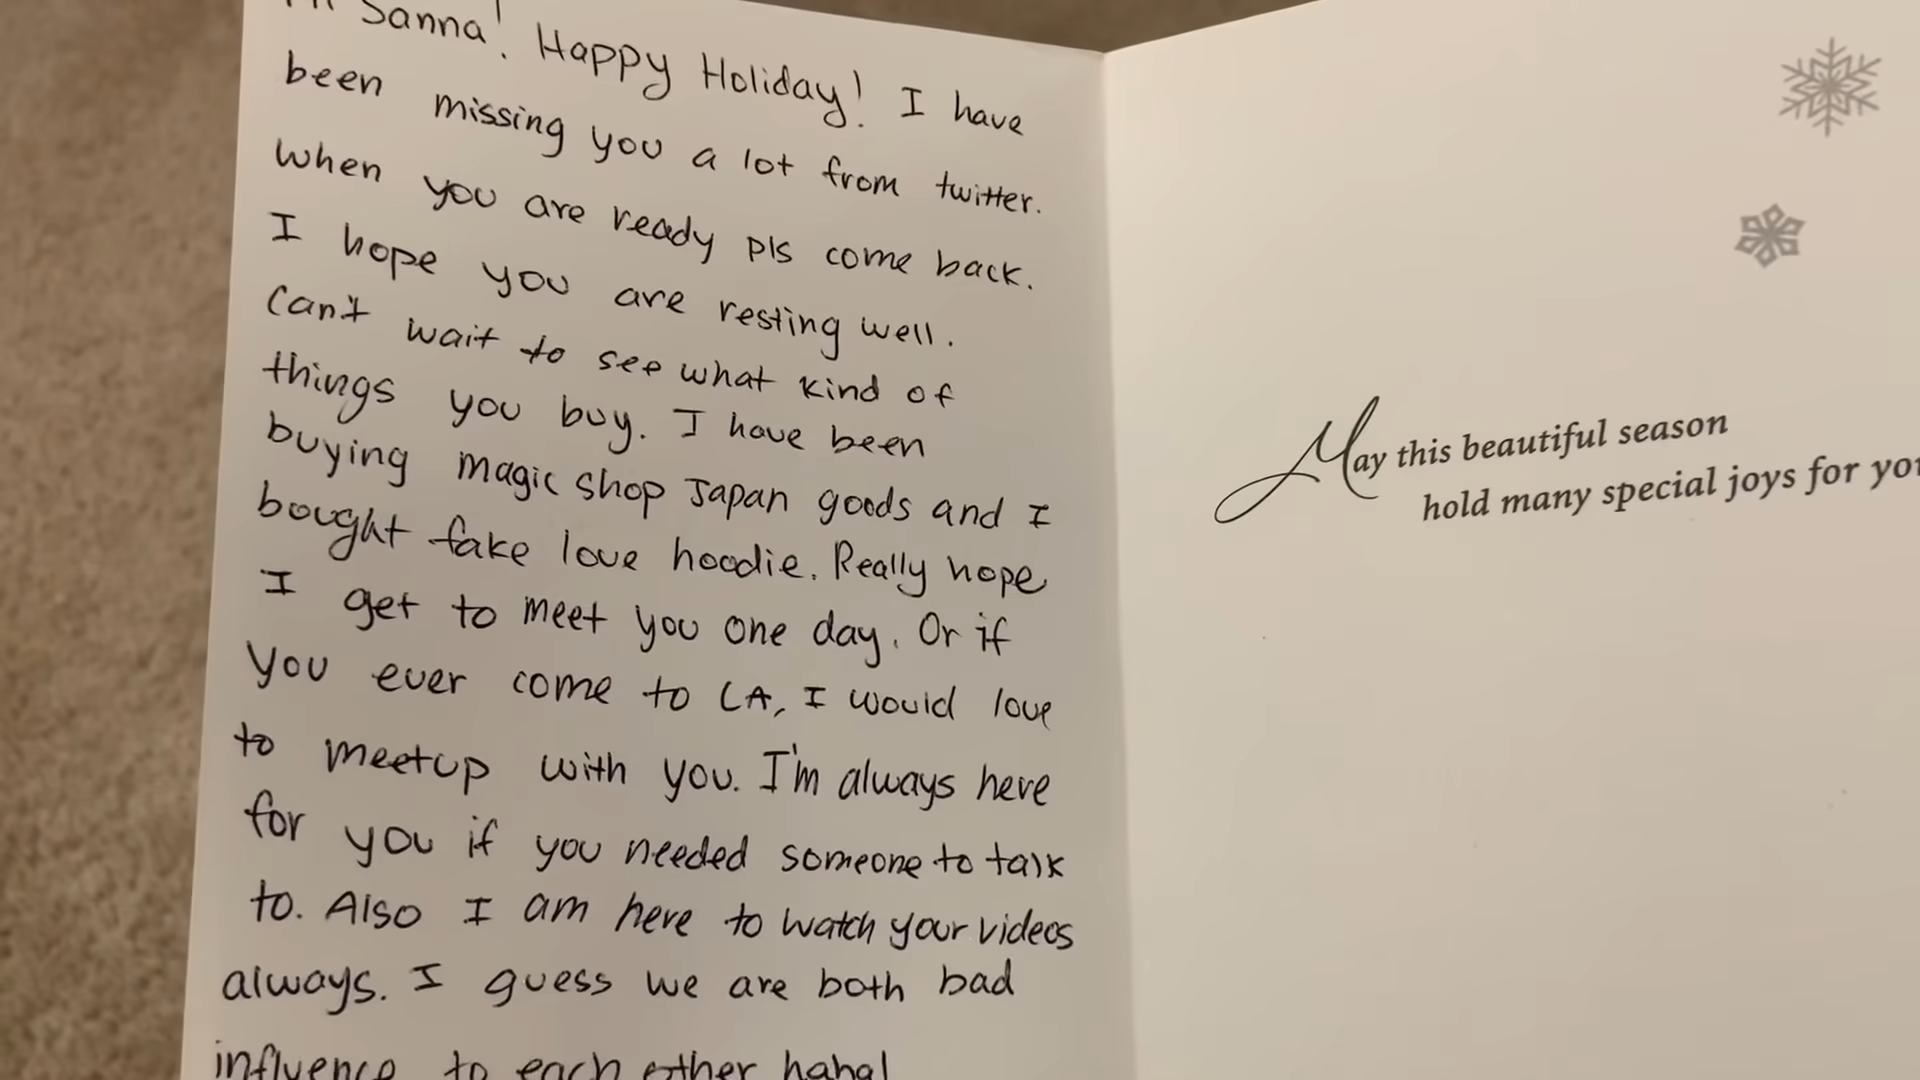 Hi Sanna! Happy Holiday! I have
been missing you a lot from twitter.
When you are ready pls come back.
I hope you are resting well.
Can't wait to see what kind of
things you buy. I have been
buying magic shop Japan goods and I
bought fake love hoodie. Really hope
I get to meet you one day. Or if
you ever come to LA, I would love
to meetup with you. I'm always here
for you if you needed someone to talk
to. Also I am here to watch your videos
always. I guess we are both bad
influence to each other haha!
May this beautiful season
hold many special joys for you